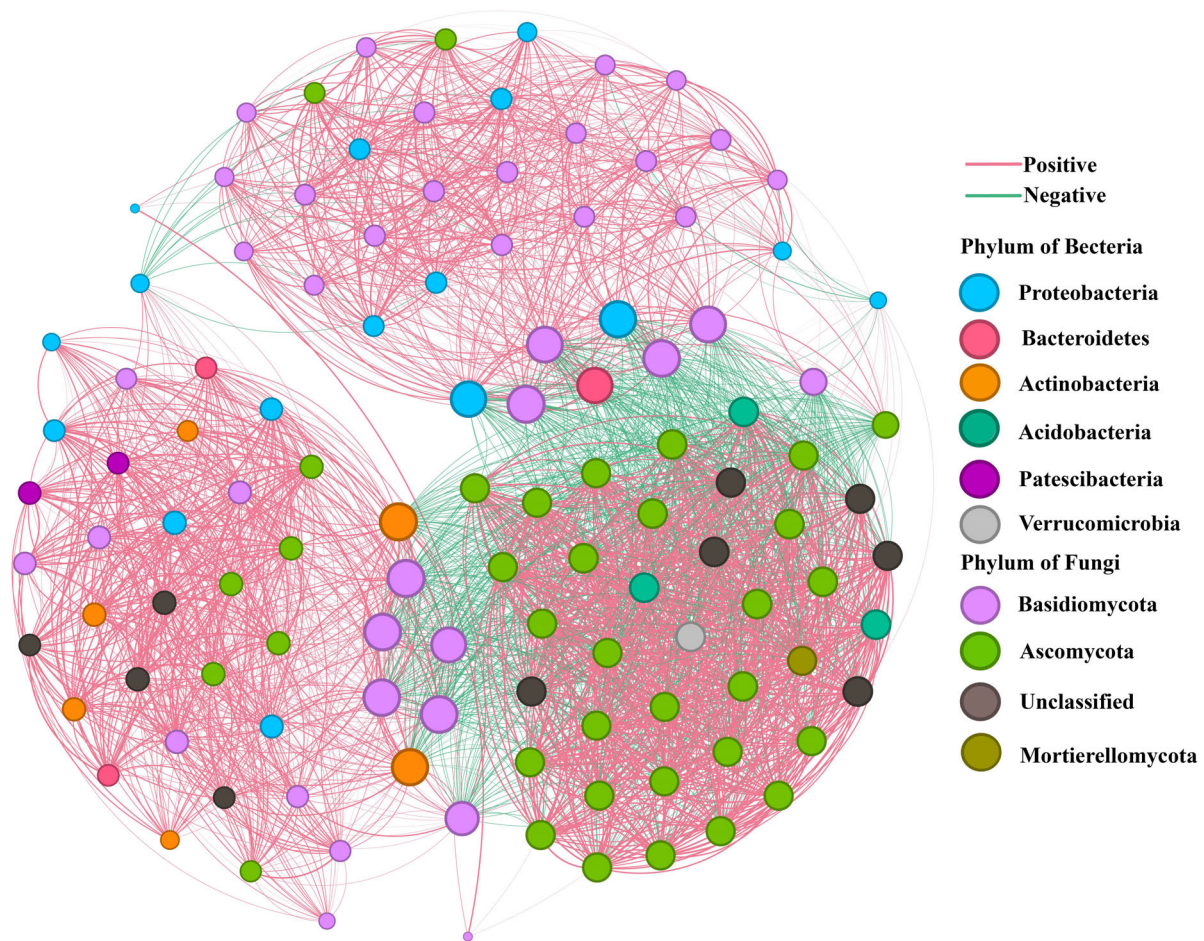 Positive
Negative
Phylum of Becteria
Proteobacteria
Bacteroidetes
Actinobacteria
Acidobacteria
Patescibacteria
Verrucomicrobia
Phylum of Fungi
Basidiomycota
Ascomycota
Unclassified
Mortierellomycota